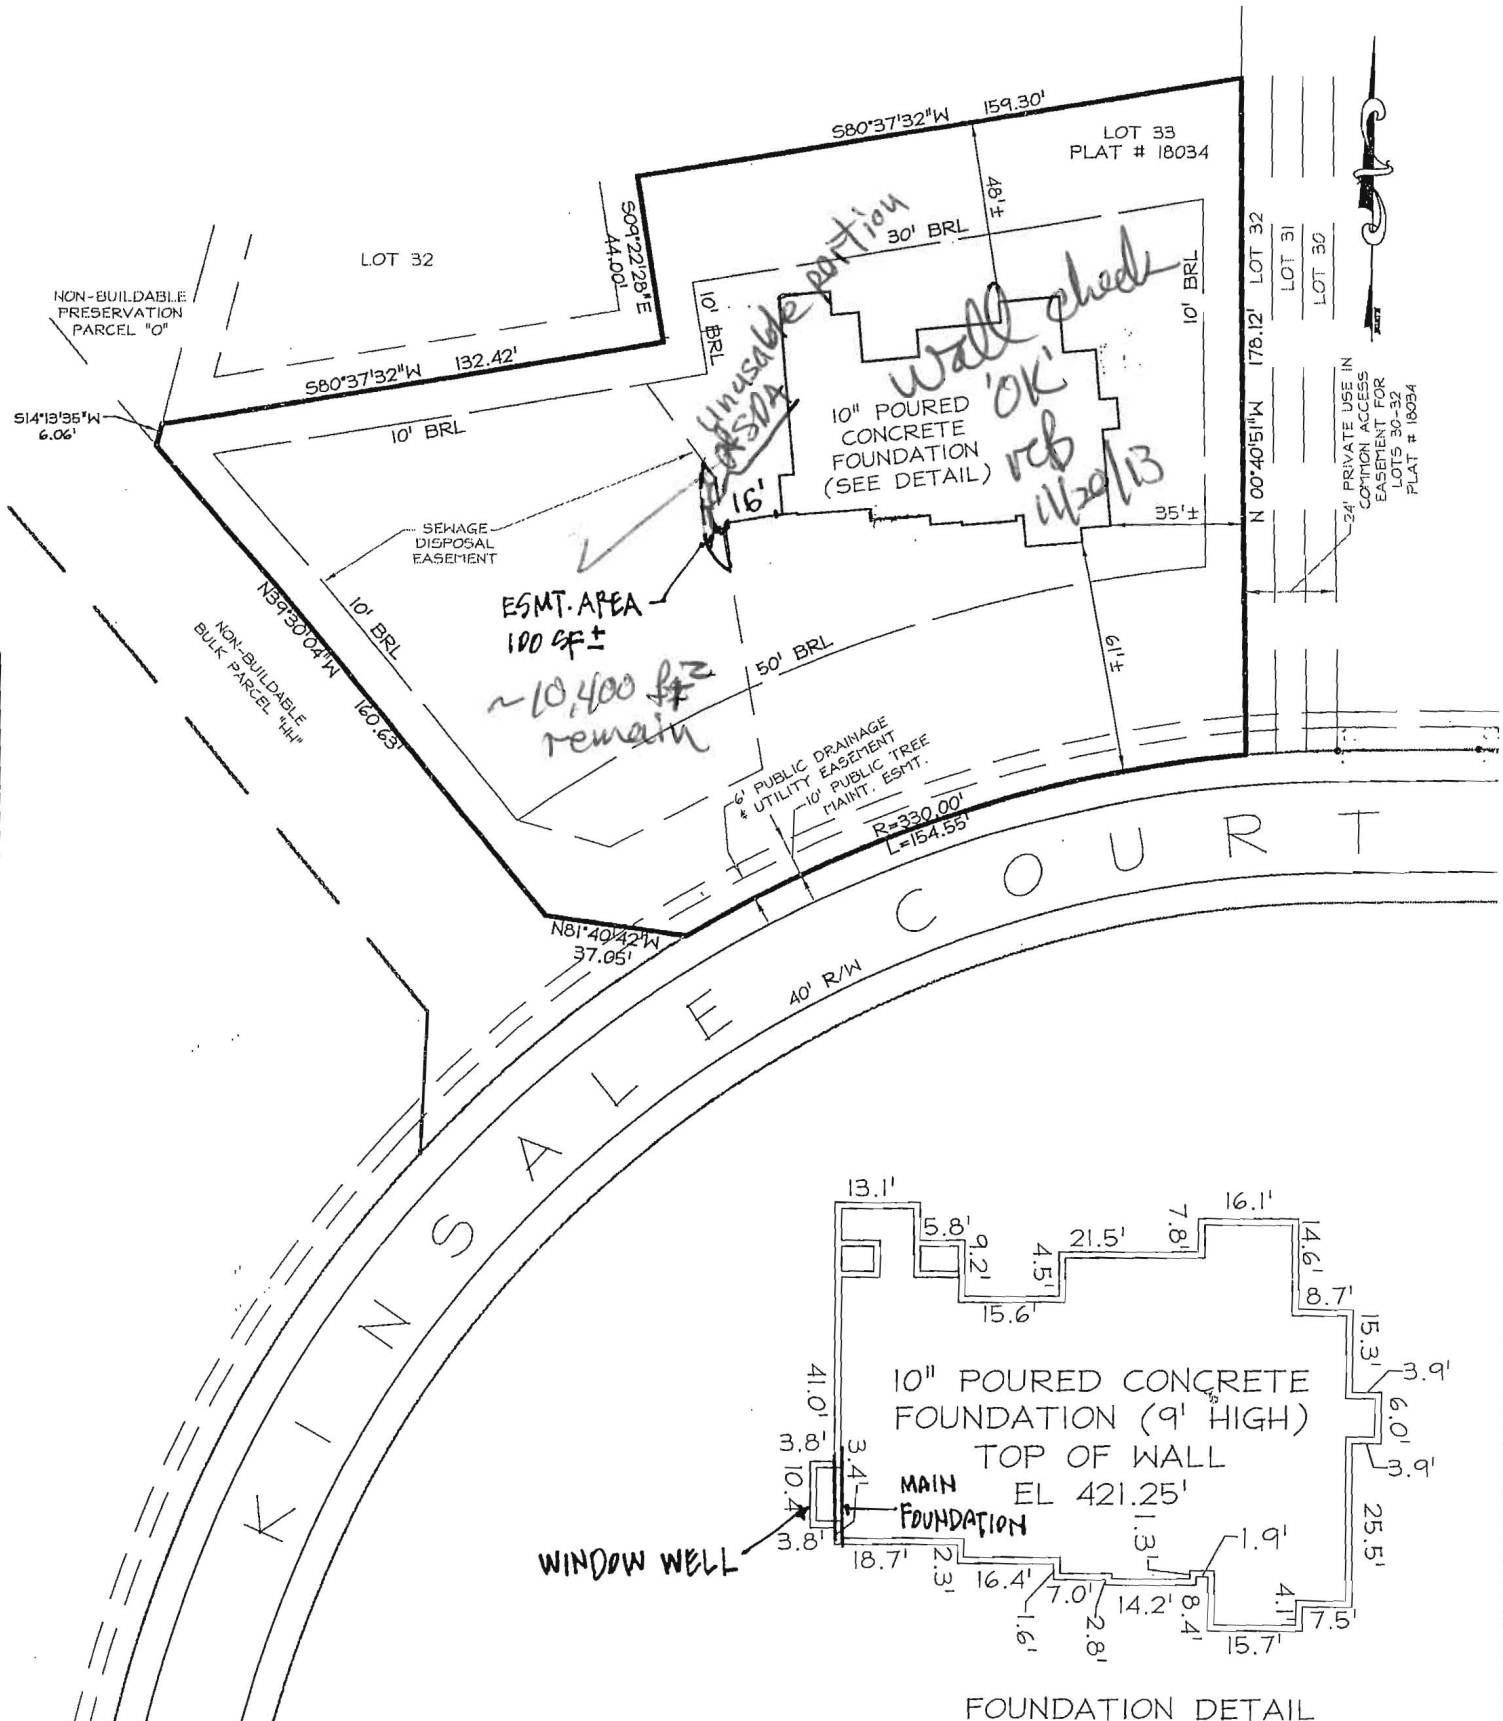 S80°37'32"W 159.30'
LOT 33
PLAT # 18034
48'±
30' BRL
unusable portion
of SDA
Wall check
'OK'
rcb
11/20/13
LOT 32
S09°22'28"E
44.00'
NON-BUILDABLE
PRESERVATION
PARCEL "O"
10' BRL
10' BRL
178.12'
N 00°40'51"W
LOT 32
LOT 31
LOT 30
S80°37'32"W 132.42'
S14°13'35"W
6.06'
10' BRL
10" POURED
CONCRETE
FOUNDATION
(SEE DETAIL)
24' PRIVATE USE IN
COMMON ACCESS
EASEMENT FOR
LOTS 30-32
PLAT # 18034
16'
35'±
SEWAGE
DISPOSAL
EASEMENT
ESMT. AREA
100 SF ±
~10,400 ft²
remain
N39°30'04"W
160.63'
10' BRL
NON-BUILDABLE
BULK PARCEL "HH"
50' BRL
61'±
6' PUBLIC DRAINAGE
& UTILITY EASEMENT
10' PUBLIC TREE
MAINT. ESMT.
R=330.00'
L=154.55'
N81°40'42"W
37.05'
40' R/W
KINSALE COURT
13.1'
5.8'
9.2'
15.6'
4.5'
21.5'
7.8'
16.1'
14.6'
8.7'
15.3'
3.9'
6.0'
3.9'
25.5'
41.0'
3.8'
10.4'
3.8'
3.4'
10" POURED CONCRETE
FOUNDATION (9' HIGH)
TOP OF WALL
EL 421.25'
MAIN
FOUNDATION
WINDOW WELL
18.7'
2.3'
16.4'
1.6'
7.0'
2.8'
14.2'
1.3'
1.9'
8.4'
15.7'
4.1'
7.5'
FOUNDATION DETAIL